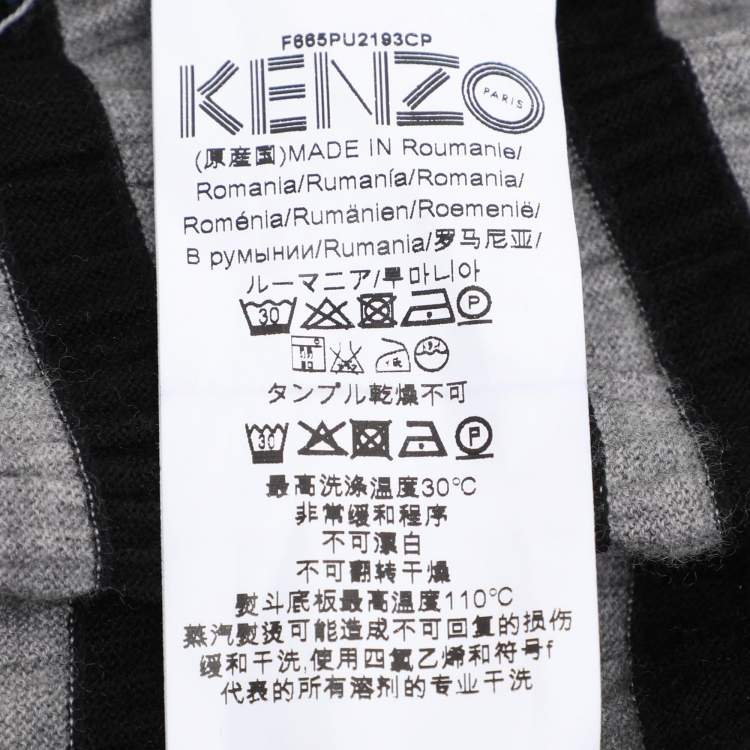 F665PU2193CP
KENZO
PARIS
(原産国)MADE IN Roumanie/
Romania/Rumanía/Romania
Roménia/Rumänien/Roemenië/
В румынии/Rumania/罗马尼亚/
ルーマニア/루마니아
30 P
タンブル乾燥不可
30 P
最高洗涤温度30°C
非常缓和程序
不可漂白
不可翻转干燥
熨斗底板最高温度110°C
蒸汽熨烫可能造成不可回复的损伤
缓和干洗,使用四氯乙烯和符号f
代表的所有溶剂的专业干洗